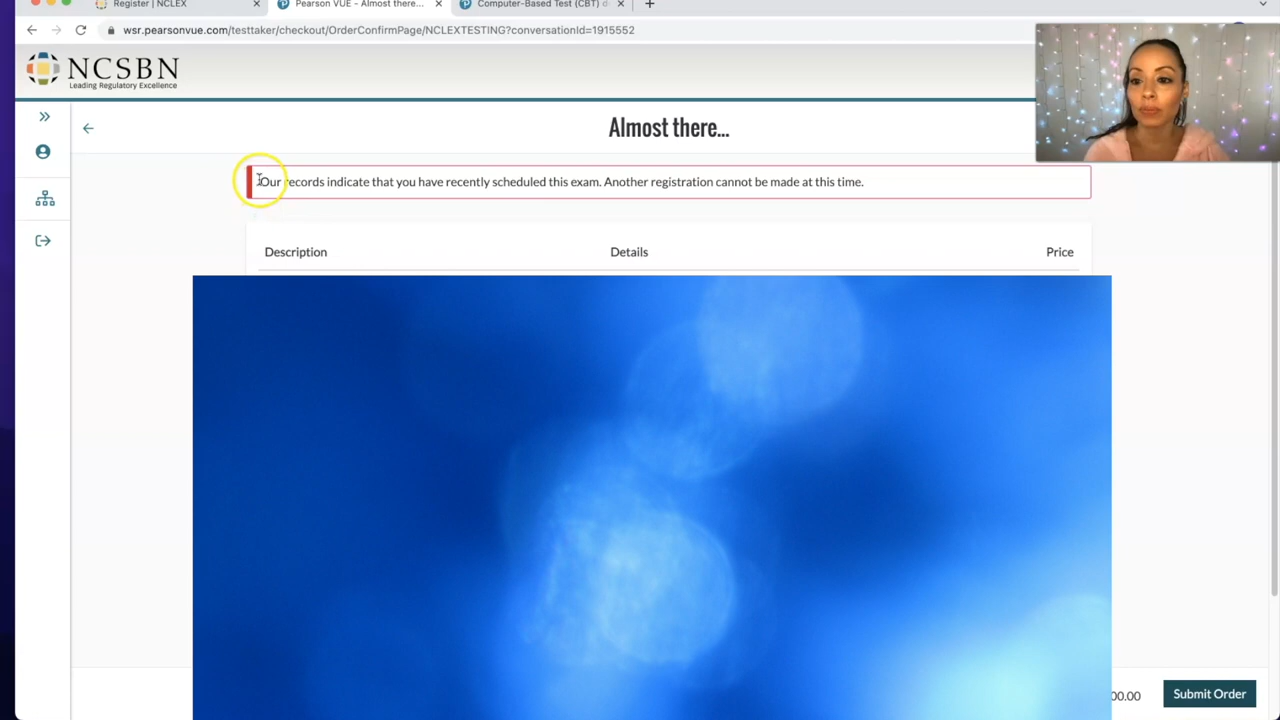 Register | NCLEX
Pearson VUE - Almost there...
Computer-Based Test (CBT) d
wsr.pearsonvue.com/testtaker/checkout/OrderConfirmPage/NCLEXTESTING?conversationId=1915552
NCSBN
Leading Regulatory Excellence
Almost there...
Our records indicate that you have recently scheduled this exam. Another registration cannot be made at this time.
Description Details Price
00.00 Submit Order